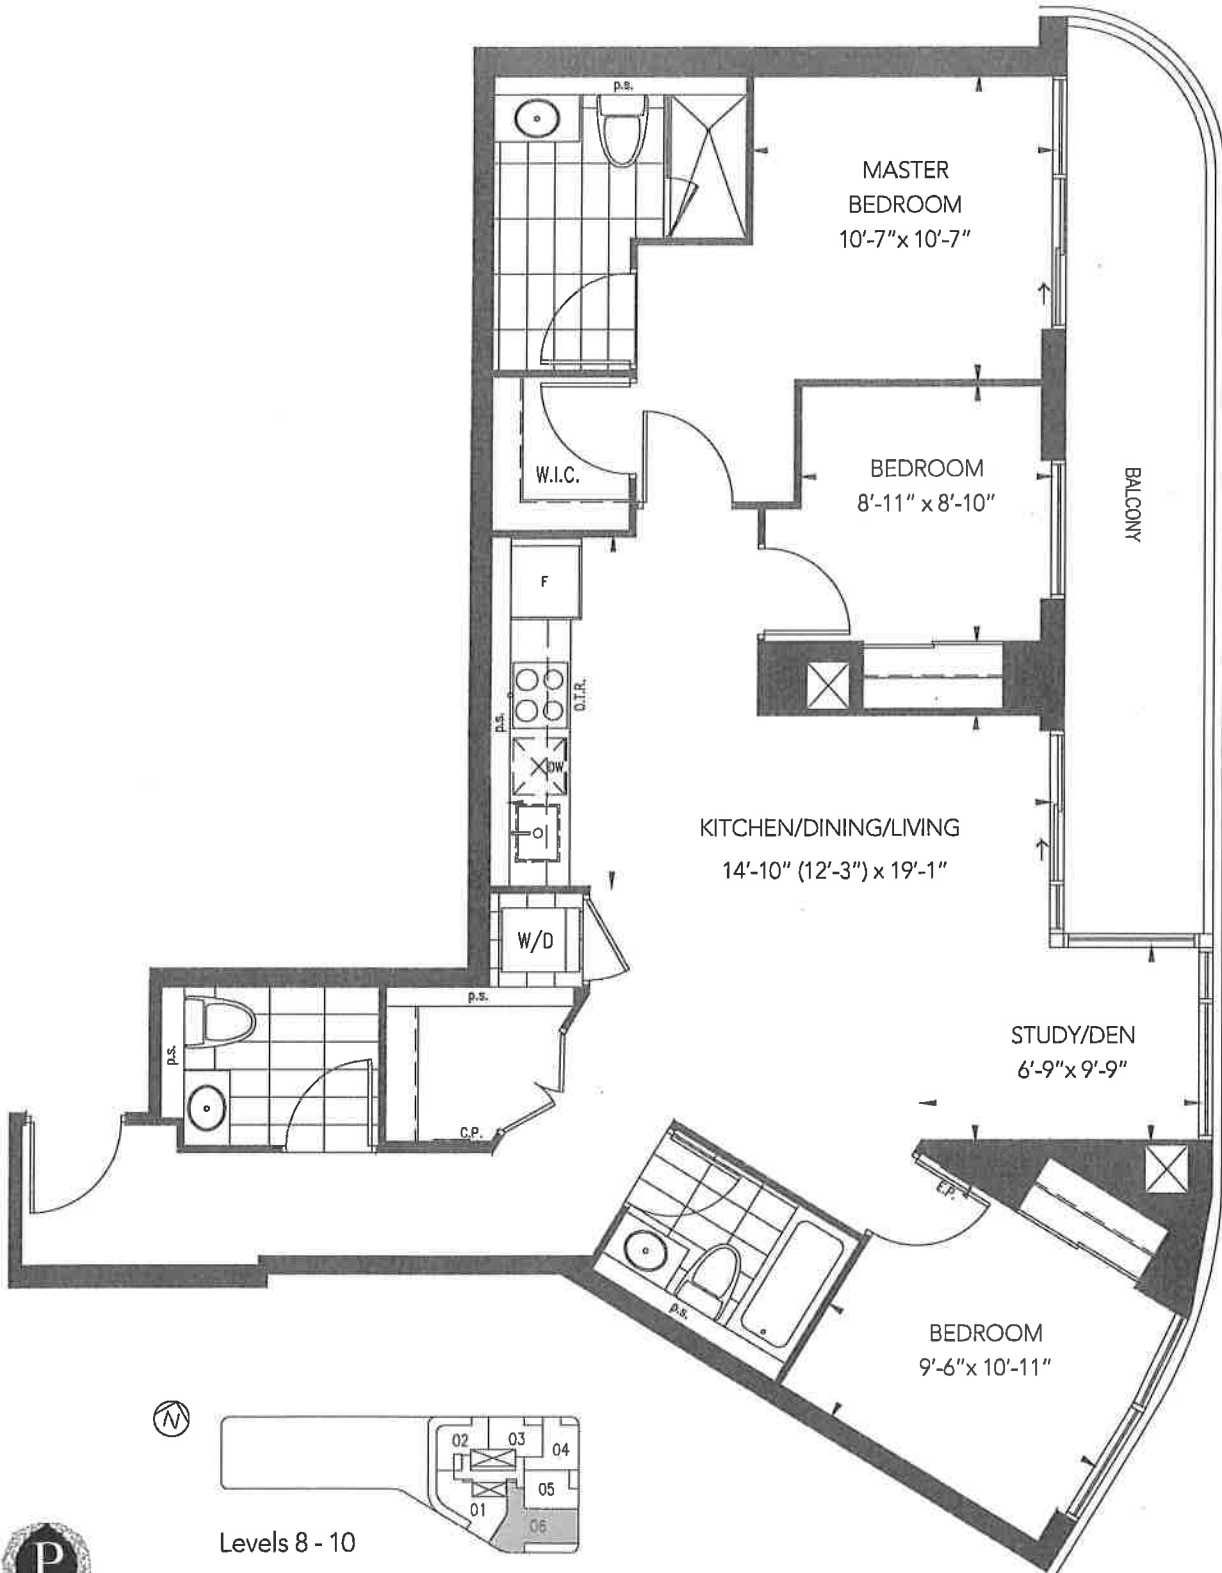 p.s.
MASTER
BEDROOM
10'-7"x 10'-7"
W.I.C.
BEDROOM
8'-11" x 8'-10"
BALCONY
F
O.T.R.
p.s.
DW
KITCHEN/DINING/LIVING
14'-10" (12'-3") x 19'-1"
W/D
p.s.
p.s.
STUDY/DEN
6'-9"x 9'-9"
C.P.
E.P.
p.s.
BEDROOM
9'-6"x 10'-11"
N
02
03
04
05
01
06
Levels 8 - 10
P